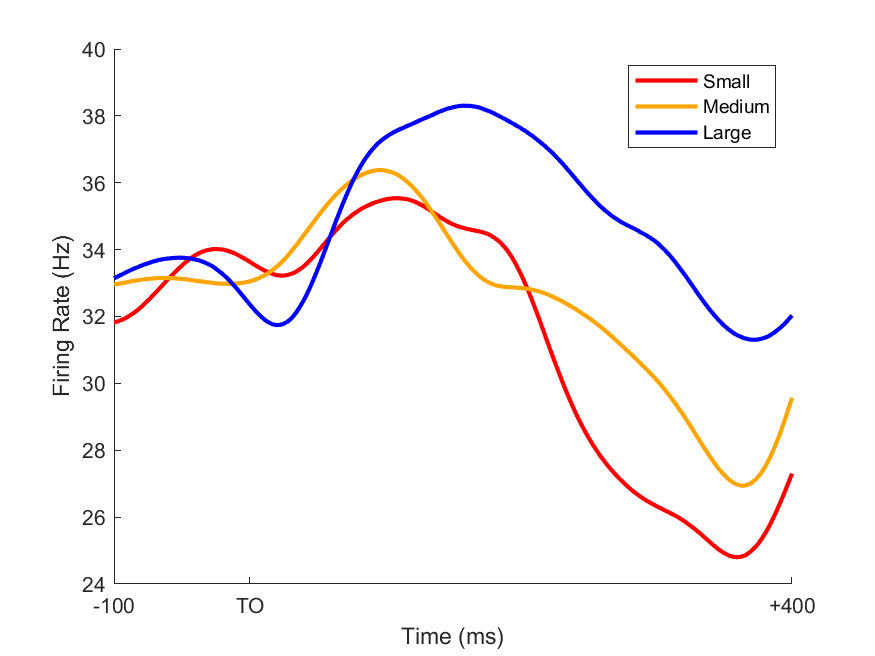 40
38
36
34
32
30
28
26
24
Firing Rate (Hz)
Small
Medium
Large
-100
TO
+400
Time (ms)